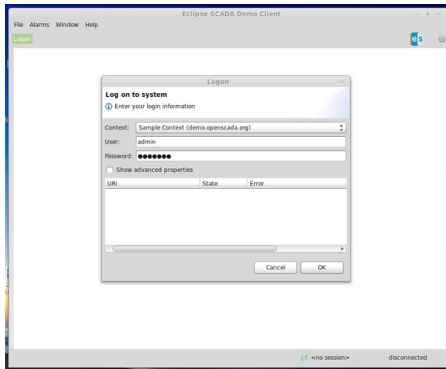 Eclipse SCADA Demo Client
File Alarms Window Help
Logon
es
Logon
Log on to system
Enter your login information
Context: Sample Context (demo.openscada.org)
User: admin
Password: ●●●●●●●
Show advanced properties
URI State Error
Cancel OK
<no session> disconnected